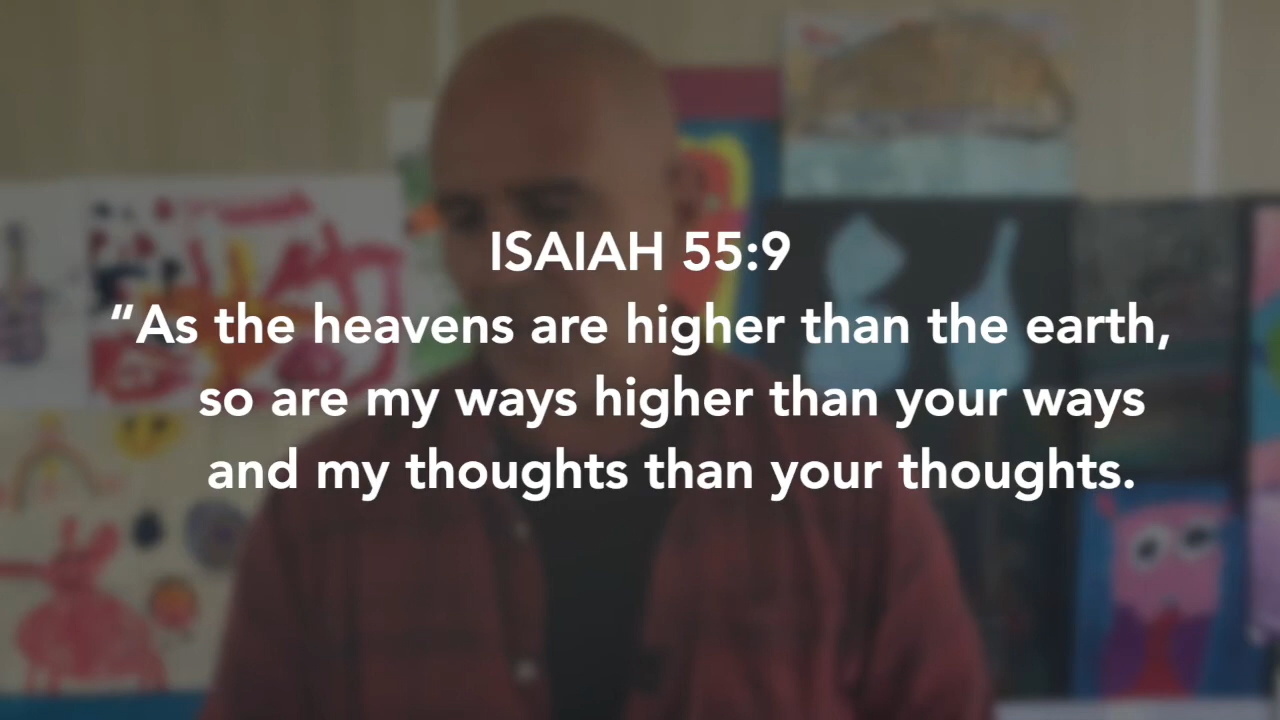 ISAIAH 55:9
“As the heavens are higher than the earth,
so are my ways higher than your ways
and my thoughts than your thoughts.